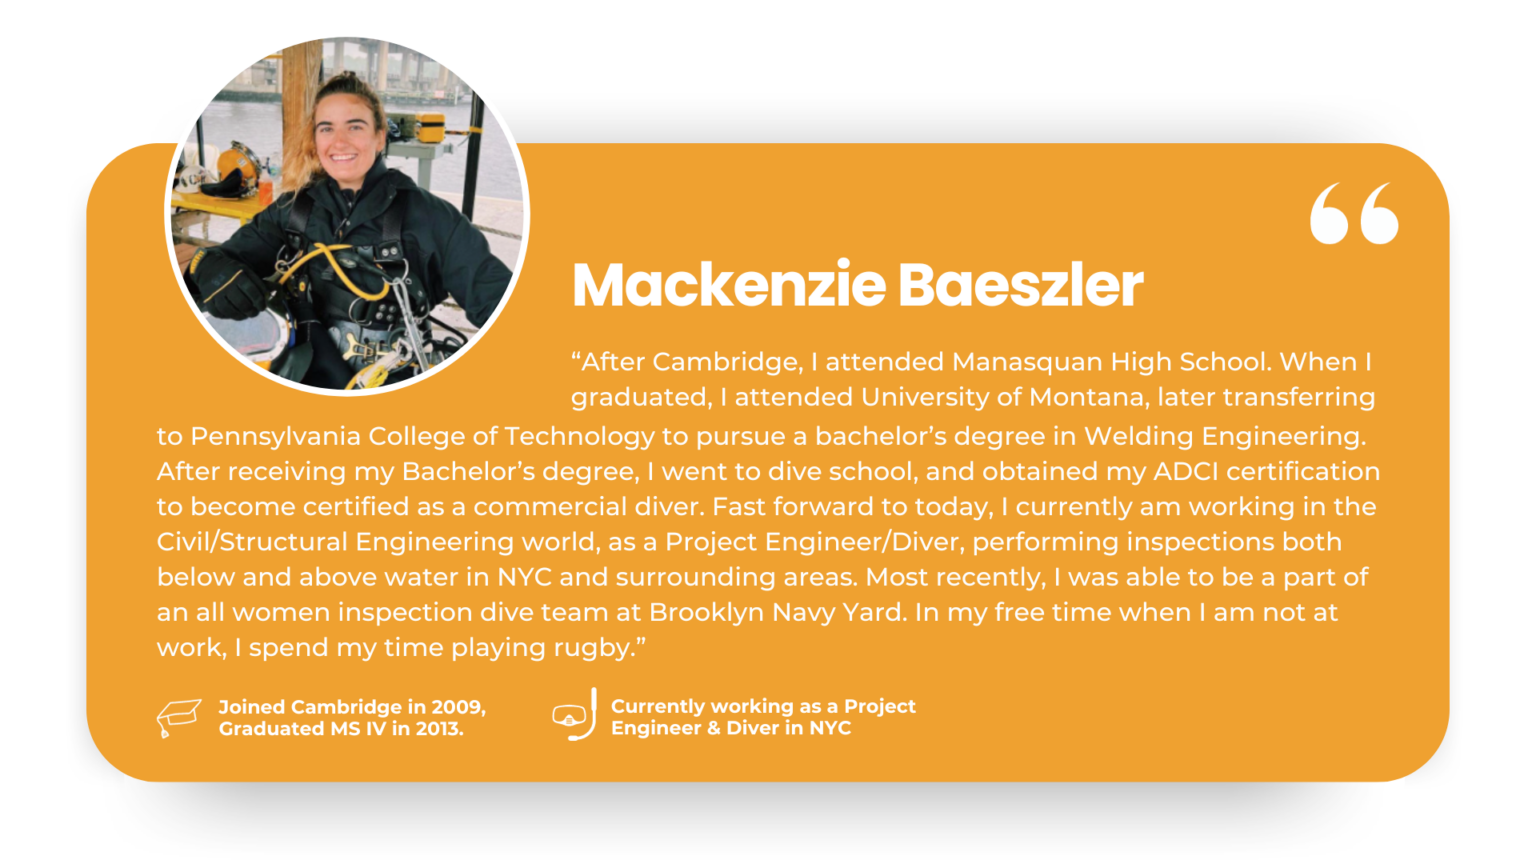 Mackenzie Baeszler
“After Cambridge, I attended Manasquan High School. When I
graduated, I attended University of Montana, later transferring
to Pennsylvania College of Technology to pursue a bachelor’s degree in Welding Engineering.
After receiving my Bachelor’s degree, I went to dive school, and obtained my ADCI certification
to become certified as a commercial diver. Fast forward to today, I currently am working in the
Civil/Structural Engineering world, as a Project Engineer/Diver, performing inspections both
below and above water in NYC and surrounding areas. Most recently, I was able to be a part of
an all women inspection dive team at Brooklyn Navy Yard. In my free time when I am not at
work, I spend my time playing rugby.”
Joined Cambridge in 2009,
Graduated MS IV in 2013.
Currently working as a Project
Engineer & Diver in NYC